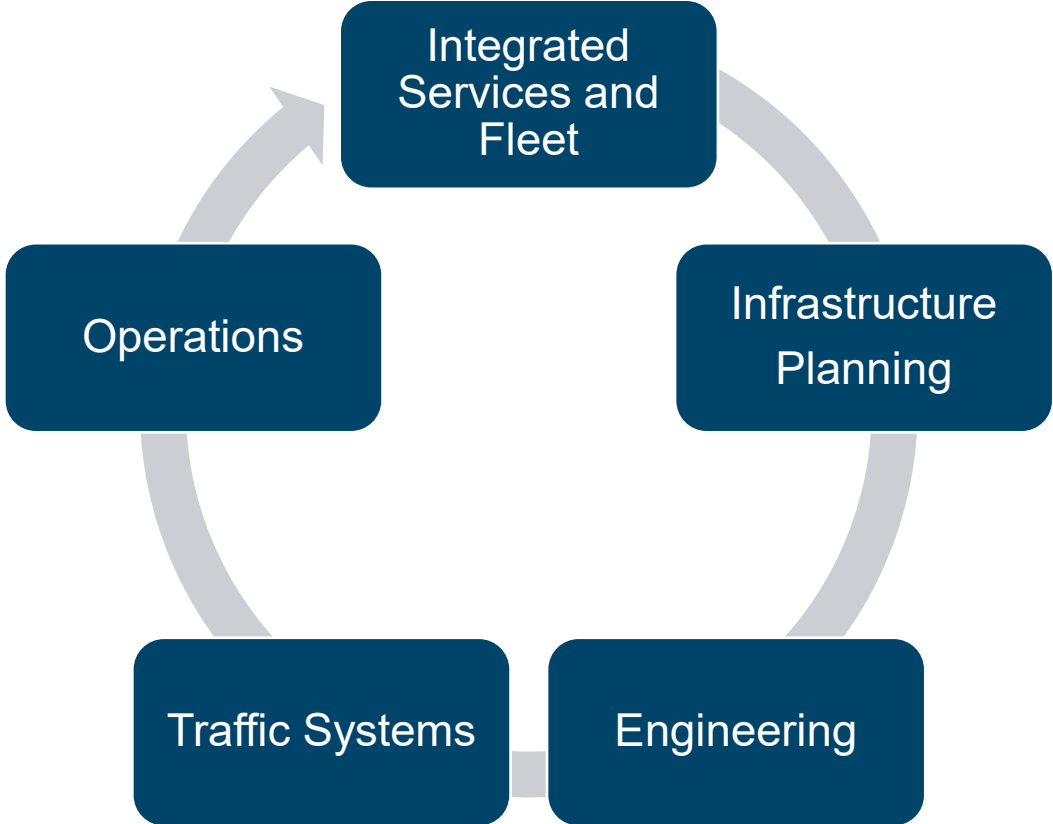 Integrated
Services and
Fleet
Infrastructure
Planning
Engineering
Traffic Systems
Operations